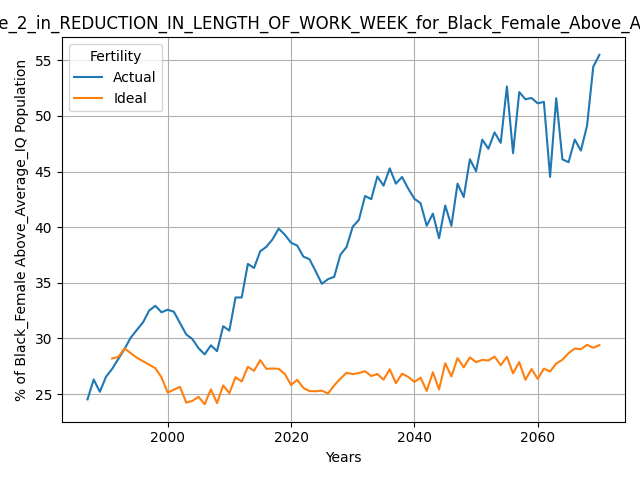 e_2_in_REDUCTION_IN_LENGTH_OF_WORK_WEEK_for_Black_Female_Above_A
Fertility
Actual
Ideal
% of Black_Female Above_Average_IQ Population
55
50
45
40
35
30
25
2000
2020
2040
2060
Years